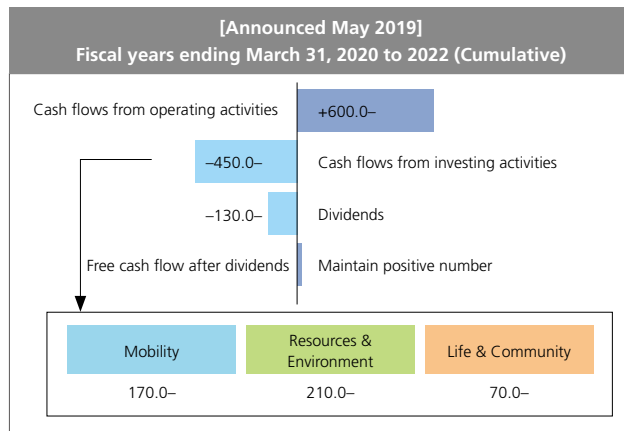 [Announced May 2019]
Fiscal years ending March 31, 2020 to 2022 (Cumulative)
Cash flows from operating activities
+600.0–
–450.0–
Cash flows from investing activities
–130.0–
Dividends
Free cash flow after dividends
Maintain positive number
Mobility
Resources &
Environment
Life & Community
170.0–
210.0–
70.0–